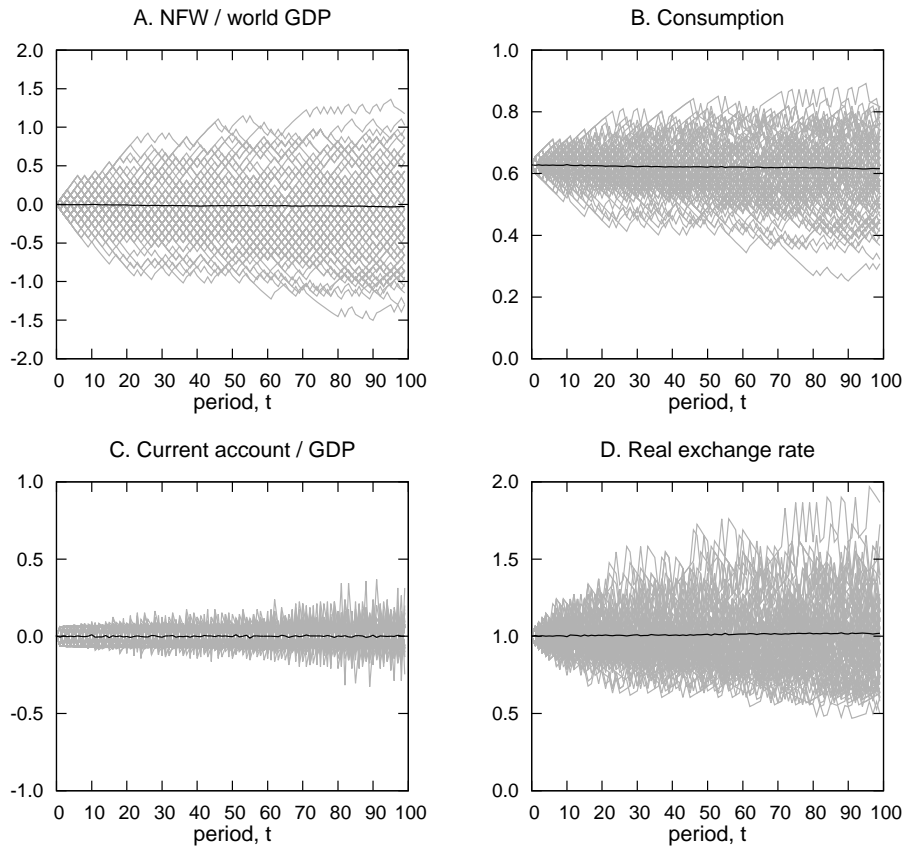 A. NFW / world GDP
2.0
1.5
1.0
0.5
0.0
-0.5
-1.0
-1.5
-2.0
0 10 20 30 40 50 60 70 80 90 100
period, t
B. Consumption
1.0
0.8
0.6
0.4
0.2
0.0
0 10 20 30 40 50 60 70 80 90 100
period, t
C. Current account / GDP
1.0
0.5
0.0
-0.5
-1.0
0 10 20 30 40 50 60 70 80 90 100
period, t
D. Real exchange rate
2.0
1.5
1.0
0.5
0.0
0 10 20 30 40 50 60 70 80 90 100
period, t